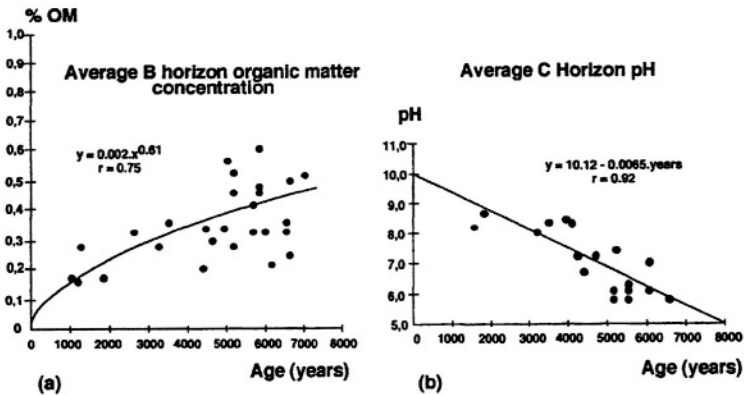 % OM
1,0
0,9
0,8
0,7
0,6
0,5
0,4
0,3
0,2
0,1
0
Average B horizon organic matter
concentration
y = 0.002.x^0.61
r = 0.75
0 1000 2000 3000 4000 5000 6000 7000 8000
Age (years)
(a)
Average C Horizon pH
pH
11,0
10,0
9,0
8,0
7,0
6,0
5,0
y = 10.12 - 0.0065.years
r = 0.92
0 1000 2000 3000 4000 5000 6000 7000 8000
Age (years)
(b)